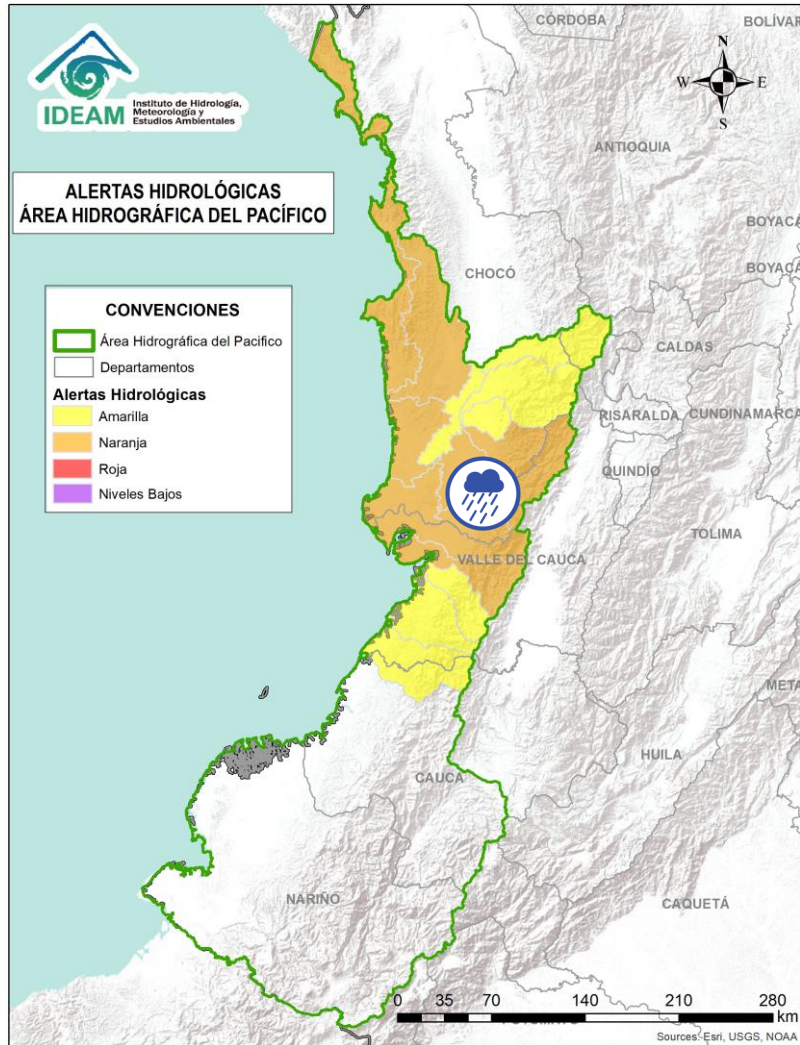 IDEAM
Instituto de Hidrología,
Meteorología y
Estudios Ambientales
ALERTAS HIDROLÓGICAS
ÁREA HIDROGRÁFICA DEL PACÍFICO
CONVENCIONES
Área Hidrográfica del Pacifico
Departamentos
Alertas Hidrológicas
Amarilla
Naranja
Roja
Niveles Bajos
CÓRDOBA
BOLÍVAR
N
W
E
S
ANTIOQUIA
BOYACÁ
BOYACÁ
CHOCÓ
CALDAS
RISARALDA
CUNDINAMARCA
QUINDÍO
TOLIMA
VALLE DEL CAUCA
META
HUILA
CAUCA
NARIÑO
CAQUETÁ
0 35 70 140 210 280
km
Sources: Esri, USGS, NOAA